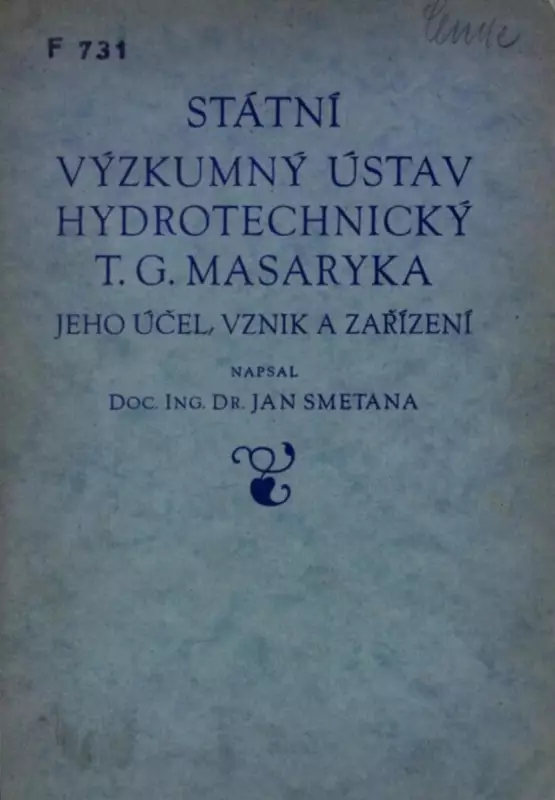 F 731
STÁTNÍ
VÝZKUMNÝ ÚSTAV
HYDROTECHNICKÝ
T. G. MASARYKA
JEHO ÚČEL, VZNIK A ZAŘÍZENÍ
NAPSAL
DOC. ING. DR. JAN SMETANA